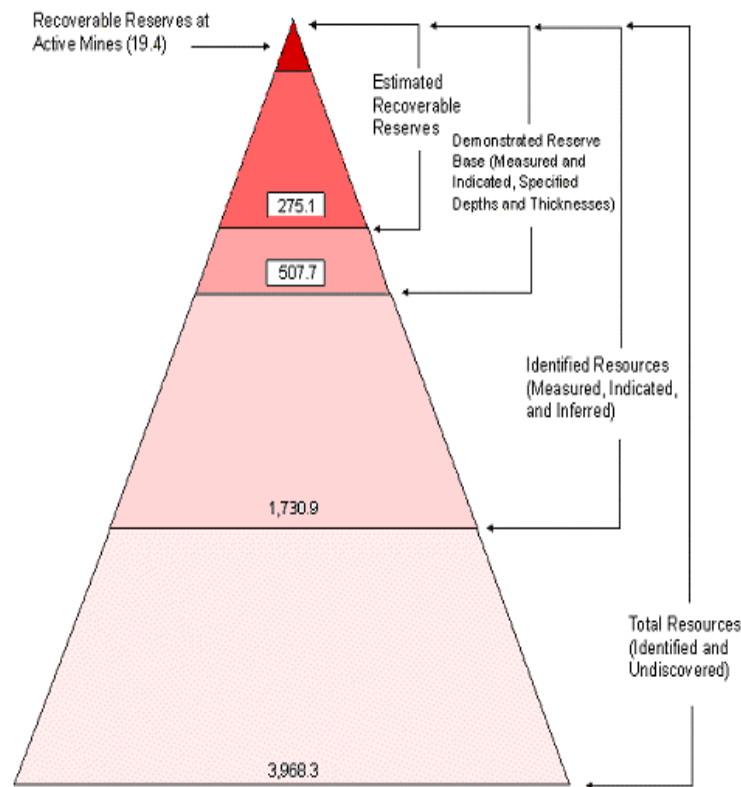 Recoverable Reserves at
Active Mines (19.4)
Estimated
Recoverable
Reserves
Demonstrated Reserve
Base (Measured and
Indicated, Specified
Depths and Thicknesses)
275.1
507.7
Identified Resources
(Measured, Indicated,
and Inferred)
1,730.9
Total Resources
(Identified and
Undiscovered)
3,968.3